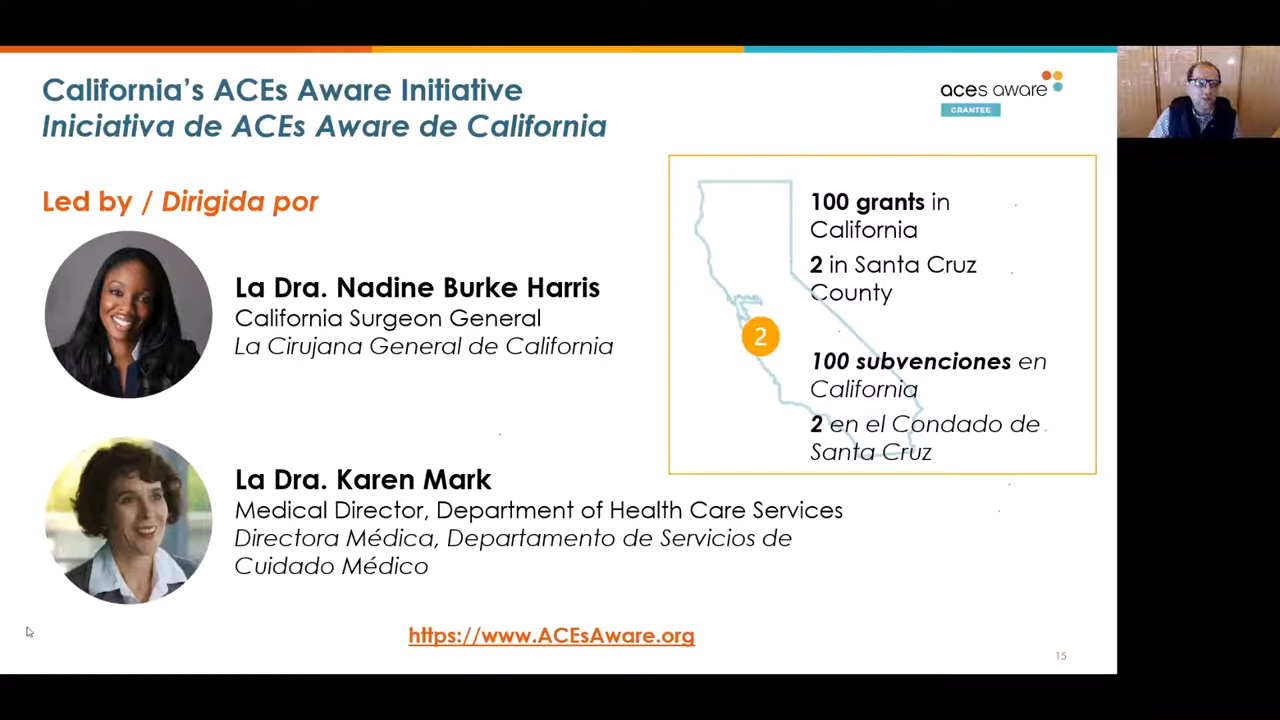 California's ACEs Aware Initiative
Iniciativa de ACEs Aware de California
aces aware
GRANTEE
Led by / Dirigida por
La Dra. Nadine Burke Harris
California Surgeon General
La Cirujana General de California
100 grants in
California
2 in Santa Cruz
County
2
100 subvenciones en
California
2 en el Condado de
Santa Cruz
La Dra. Karen Mark
Medical Director, Department of Health Care Services
Directora Médica, Departamento de Servicios de
Cuidado Médico
https://www.ACEsAware.org
15